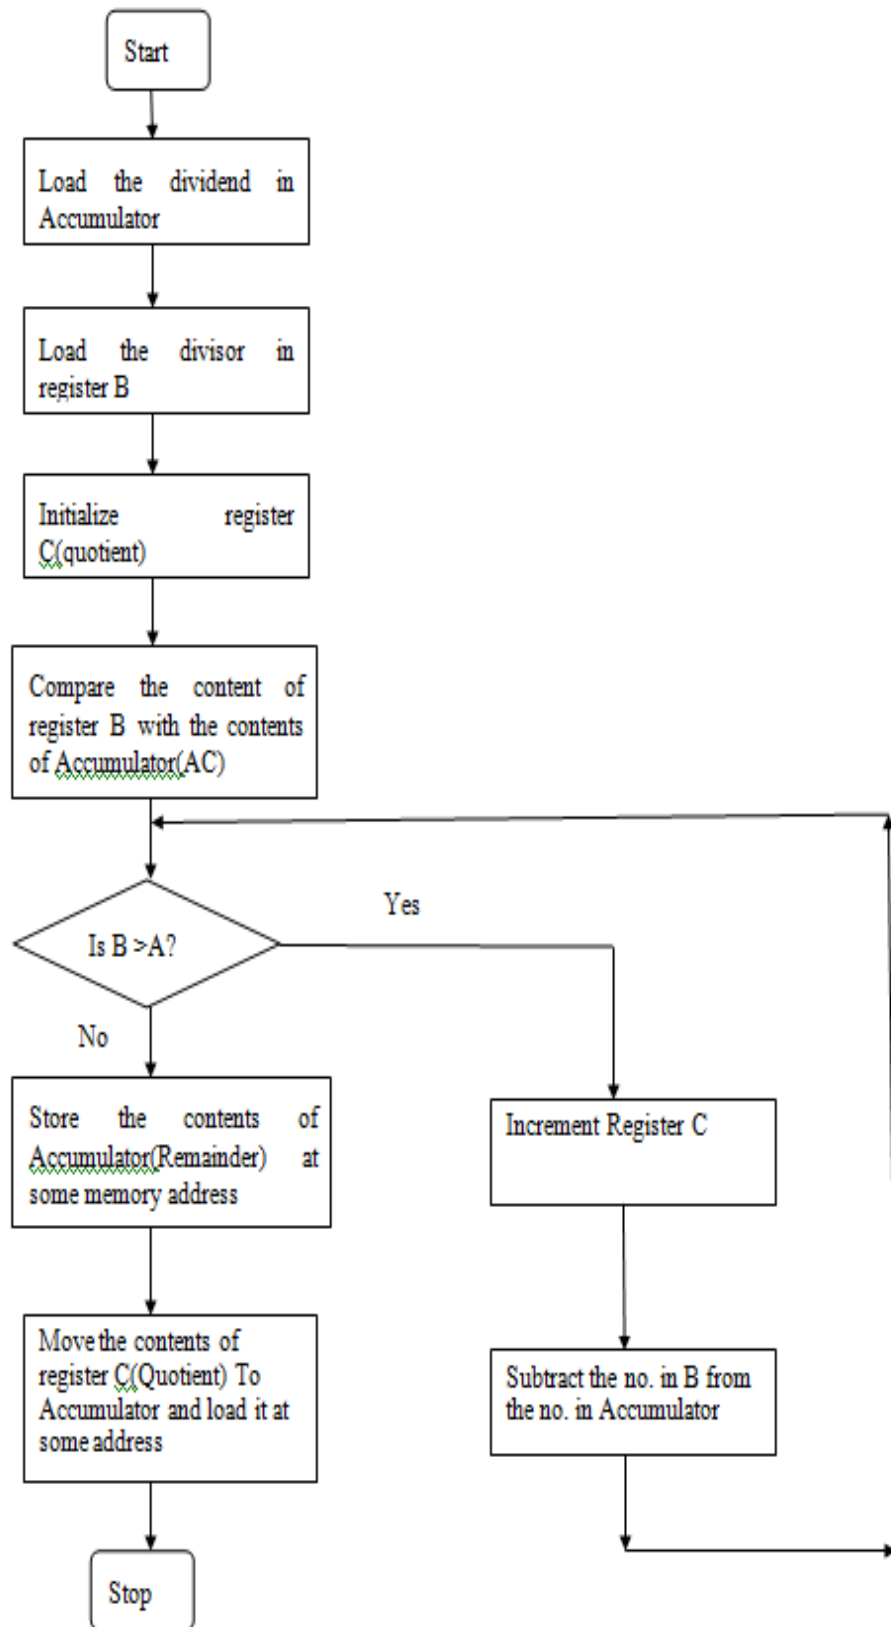 Start
Load the dividend in
Accumulator
Load the divisor in
register B
Initialize register
C(quotient)
Compare the content of
register B with the contents
of Accumulator(AC)
Is B >A?
Yes
No
Store the contents of
Accumulator(Remainder) at
some memory address
Increment Register C
Move the contents of
register C(Quotient) To
Accumulator and load it at
some address
Subtract the no. in B from
the no. in Accumulator
Stop